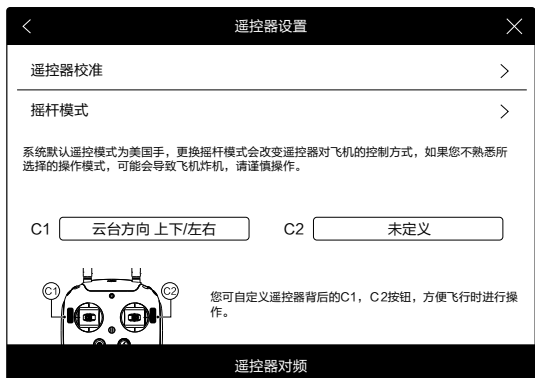 遥控器设置
遥控器校准
摇杆模式
系统默认遥控模式为美国手，更换摇杆模式会改变遥控器对飞机的控制方式，如果您不熟悉所
选择的操作模式，可能会导致飞机炸机，请谨慎操作。
C1 云台方向 上下/左右 C2 未定义
C1 C2
您可自定义遥控器背后的C1，C2按钮，方便飞行时进行操
作。
遥控器对频